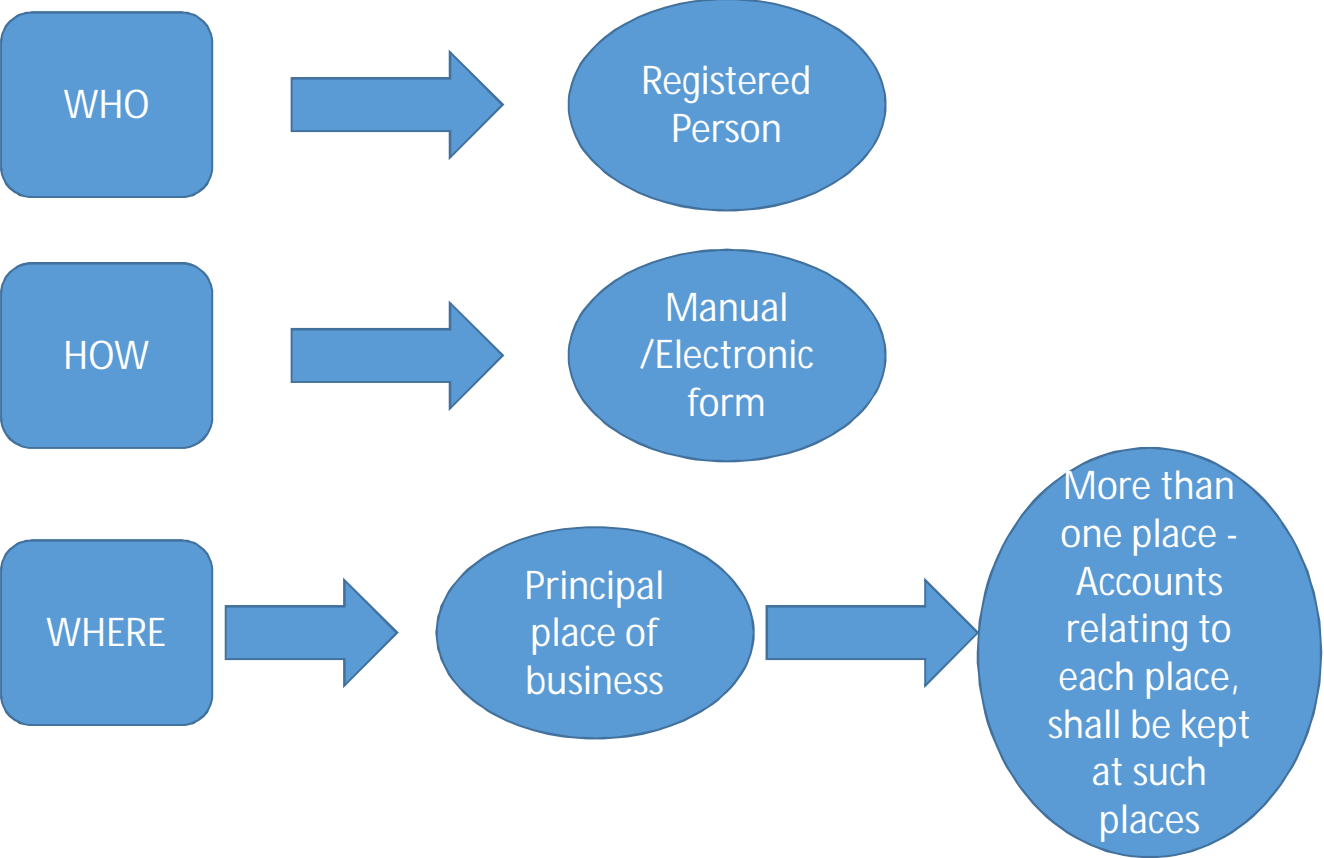 WHO
Registered
Person
HOW
Manual
/Electronic
form
WHERE
Principal
place of
business
More than
one place -
Accounts
relating to
each place,
shall be kept
at such
places